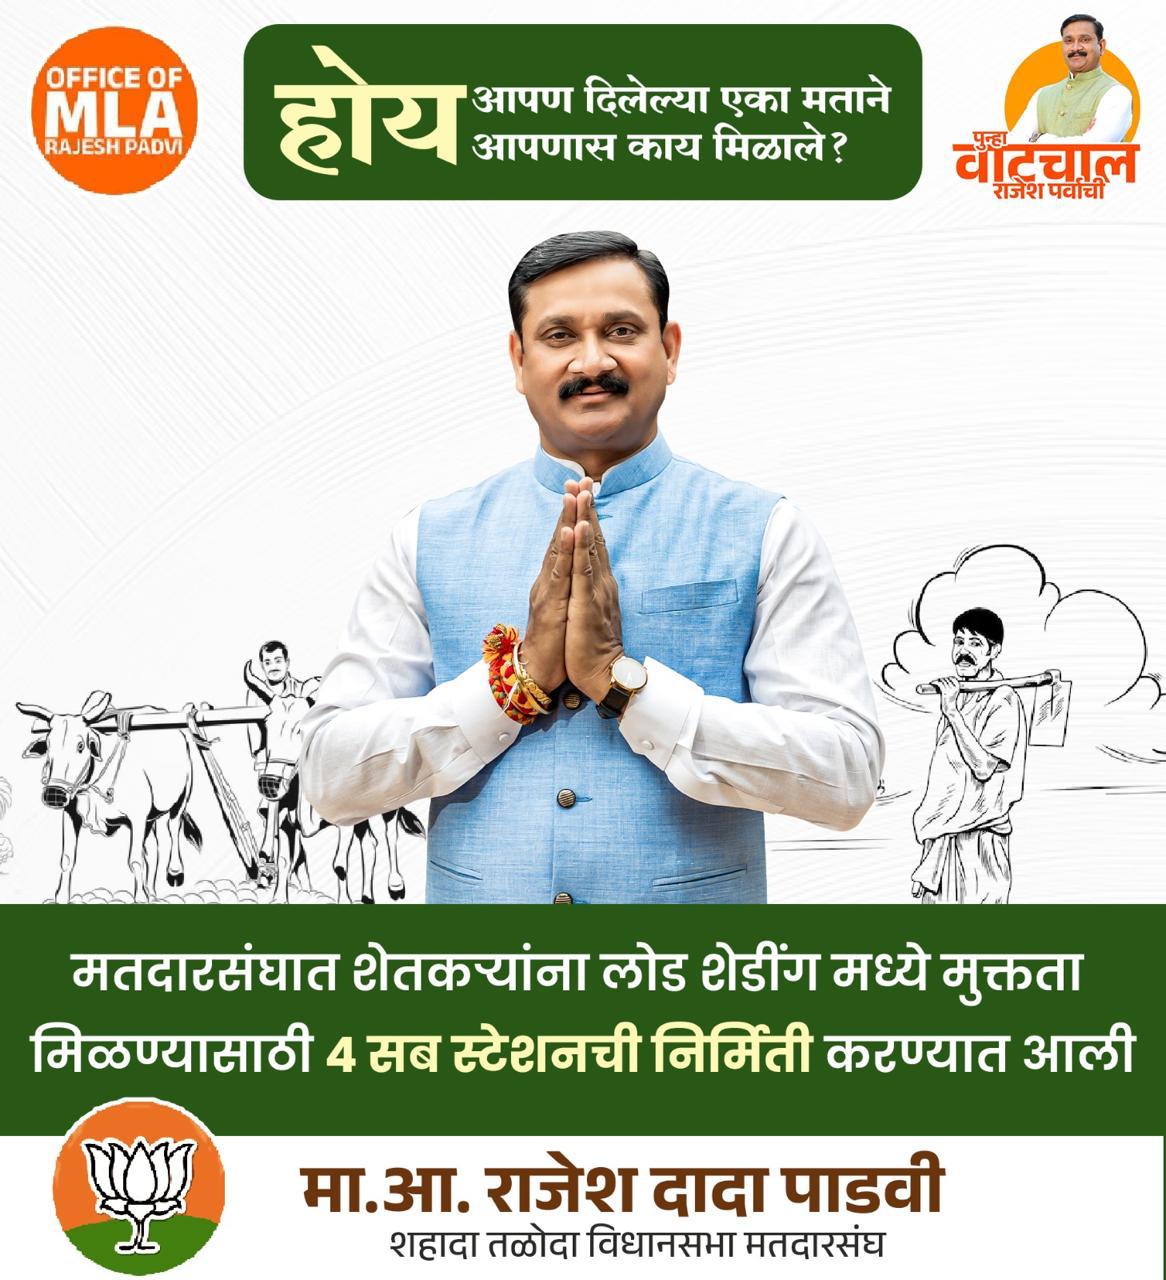 OFFICE OF
MLA
RAJESH PADVI
होय
आपण दिलेल्या एका मताने
आपणास काय मिळाले?
पुन्हा
वाटचाल
राजेश पर्वाची
मतदारसंघात शेतकऱ्यांना लोड शेडींग मध्ये मुक्तता
मिळण्यासाठी 4 सब स्टेशनची निर्मिती करण्यात आली
मा.आ. राजेश दादा पाडवी
शहादा तळोदा विधानसभा मतदारसंघ